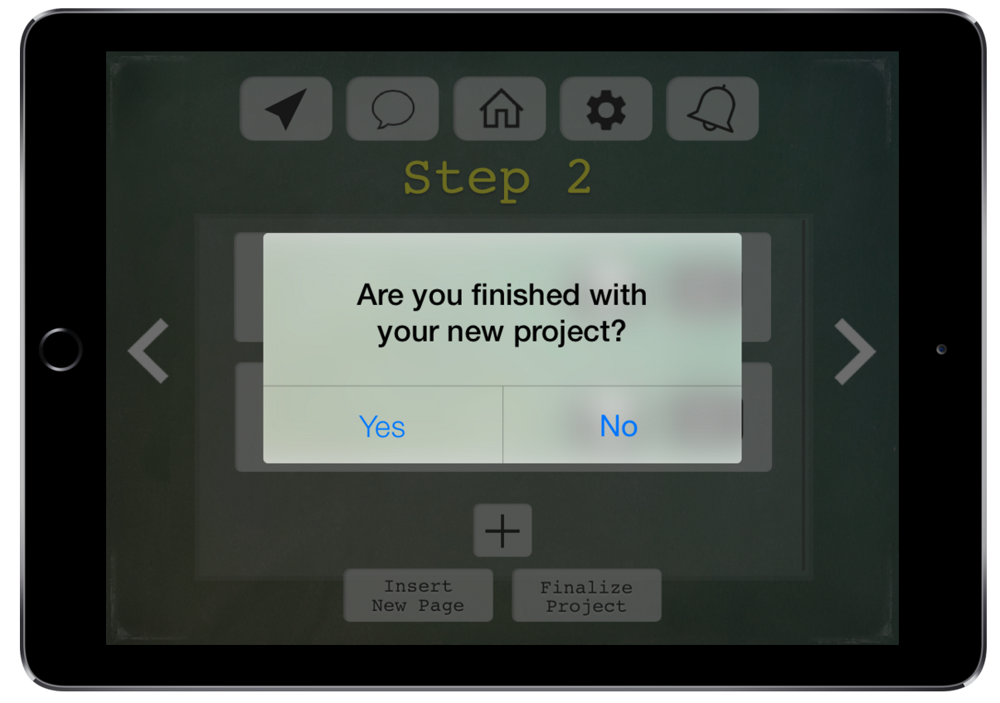 Step 2
Are you finished with
your new project?
Yes
No
Insert
New Page
Finalize
Project